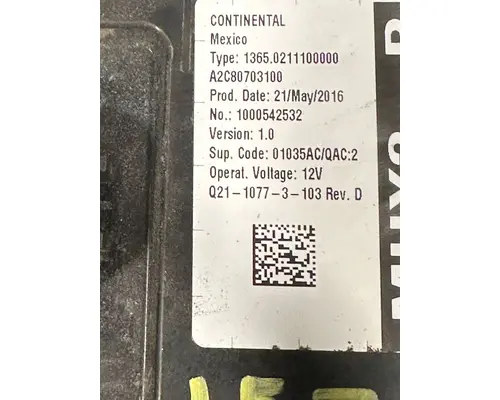 CONTINENTAL
Mexico
Type: 1365.0211100000
A2C80703100
Prod. Date: 21/May/2016
No.: 1000542532
Version: 1.0
Sup. Code: 01035AC/QAC:2
Operat. Voltage: 12V
Q21-1077-3-103 Rev. D